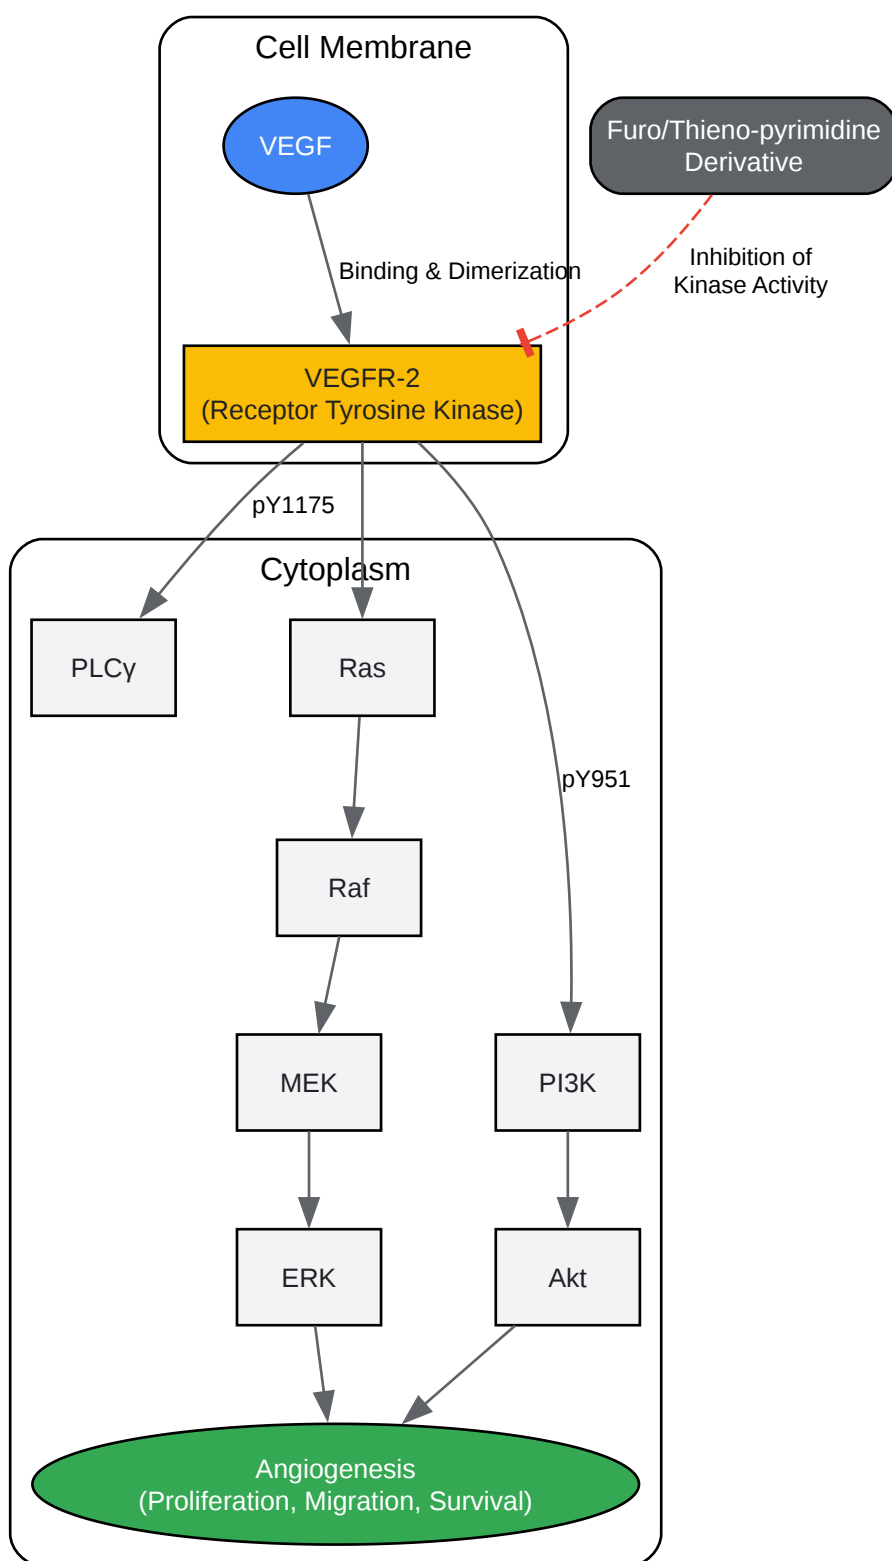 Cell Membrane
VEGF
Furo/Thieno-pyrimidine
Derivative
Binding & Dimerization
Inhibition of
Kinase Activity
VEGFR-2
(Receptor Tyrosine Kinase)
pY1175
Cytoplasm
PLCγ
Ras
pY951
Raf
MEK
PI3K
ERK
Akt
Angiogenesis
(Proliferation, Migration, Survival)